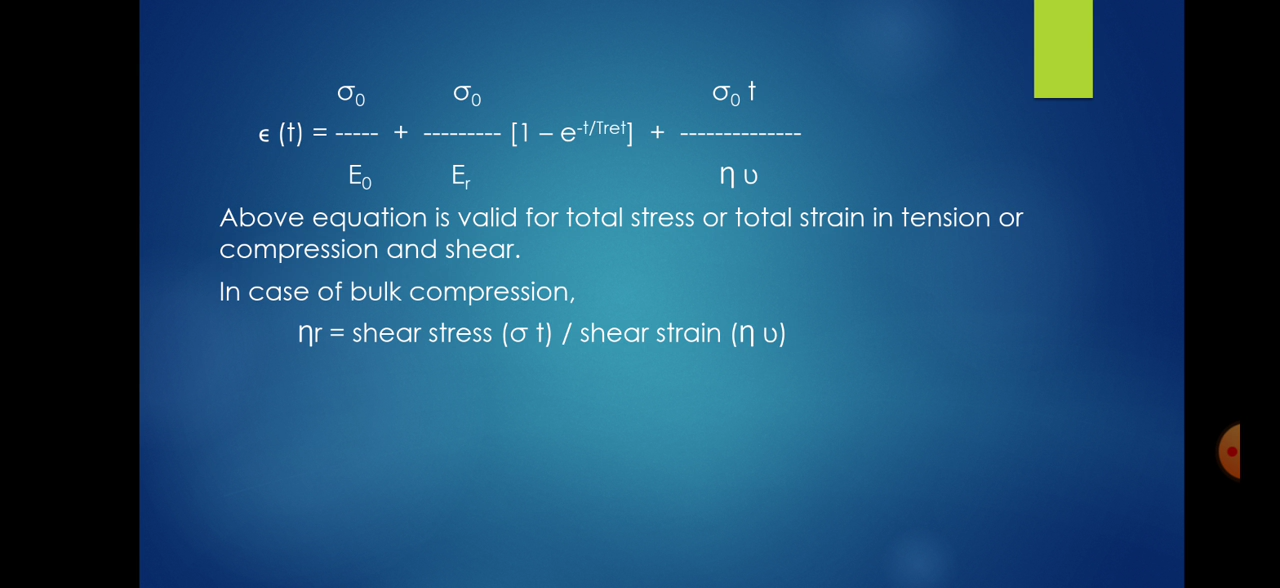 σ₀ σ₀ σ₀ t
ϵ (t) = ----- + --------- [1 – e^-t/Tret] + --------------
E₀ Eᵣ η υ
Above equation is valid for total stress or total strain in tension or
compression and shear.
In case of bulk compression,
ηr = shear stress (σ t) / shear strain (η υ)